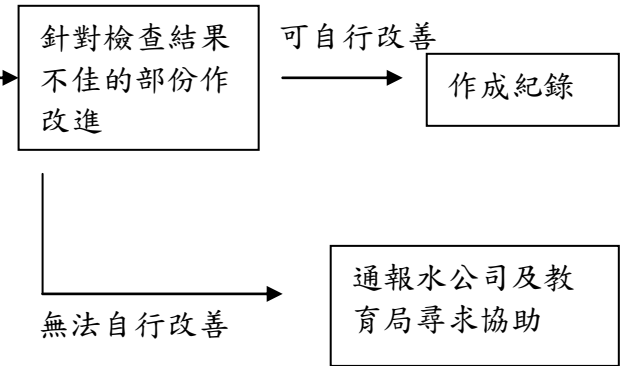 針對檢查結果
不佳的部份作
改進
可自行改善
作成紀錄
無法自行改善
通報水公司及教
育局尋求協助